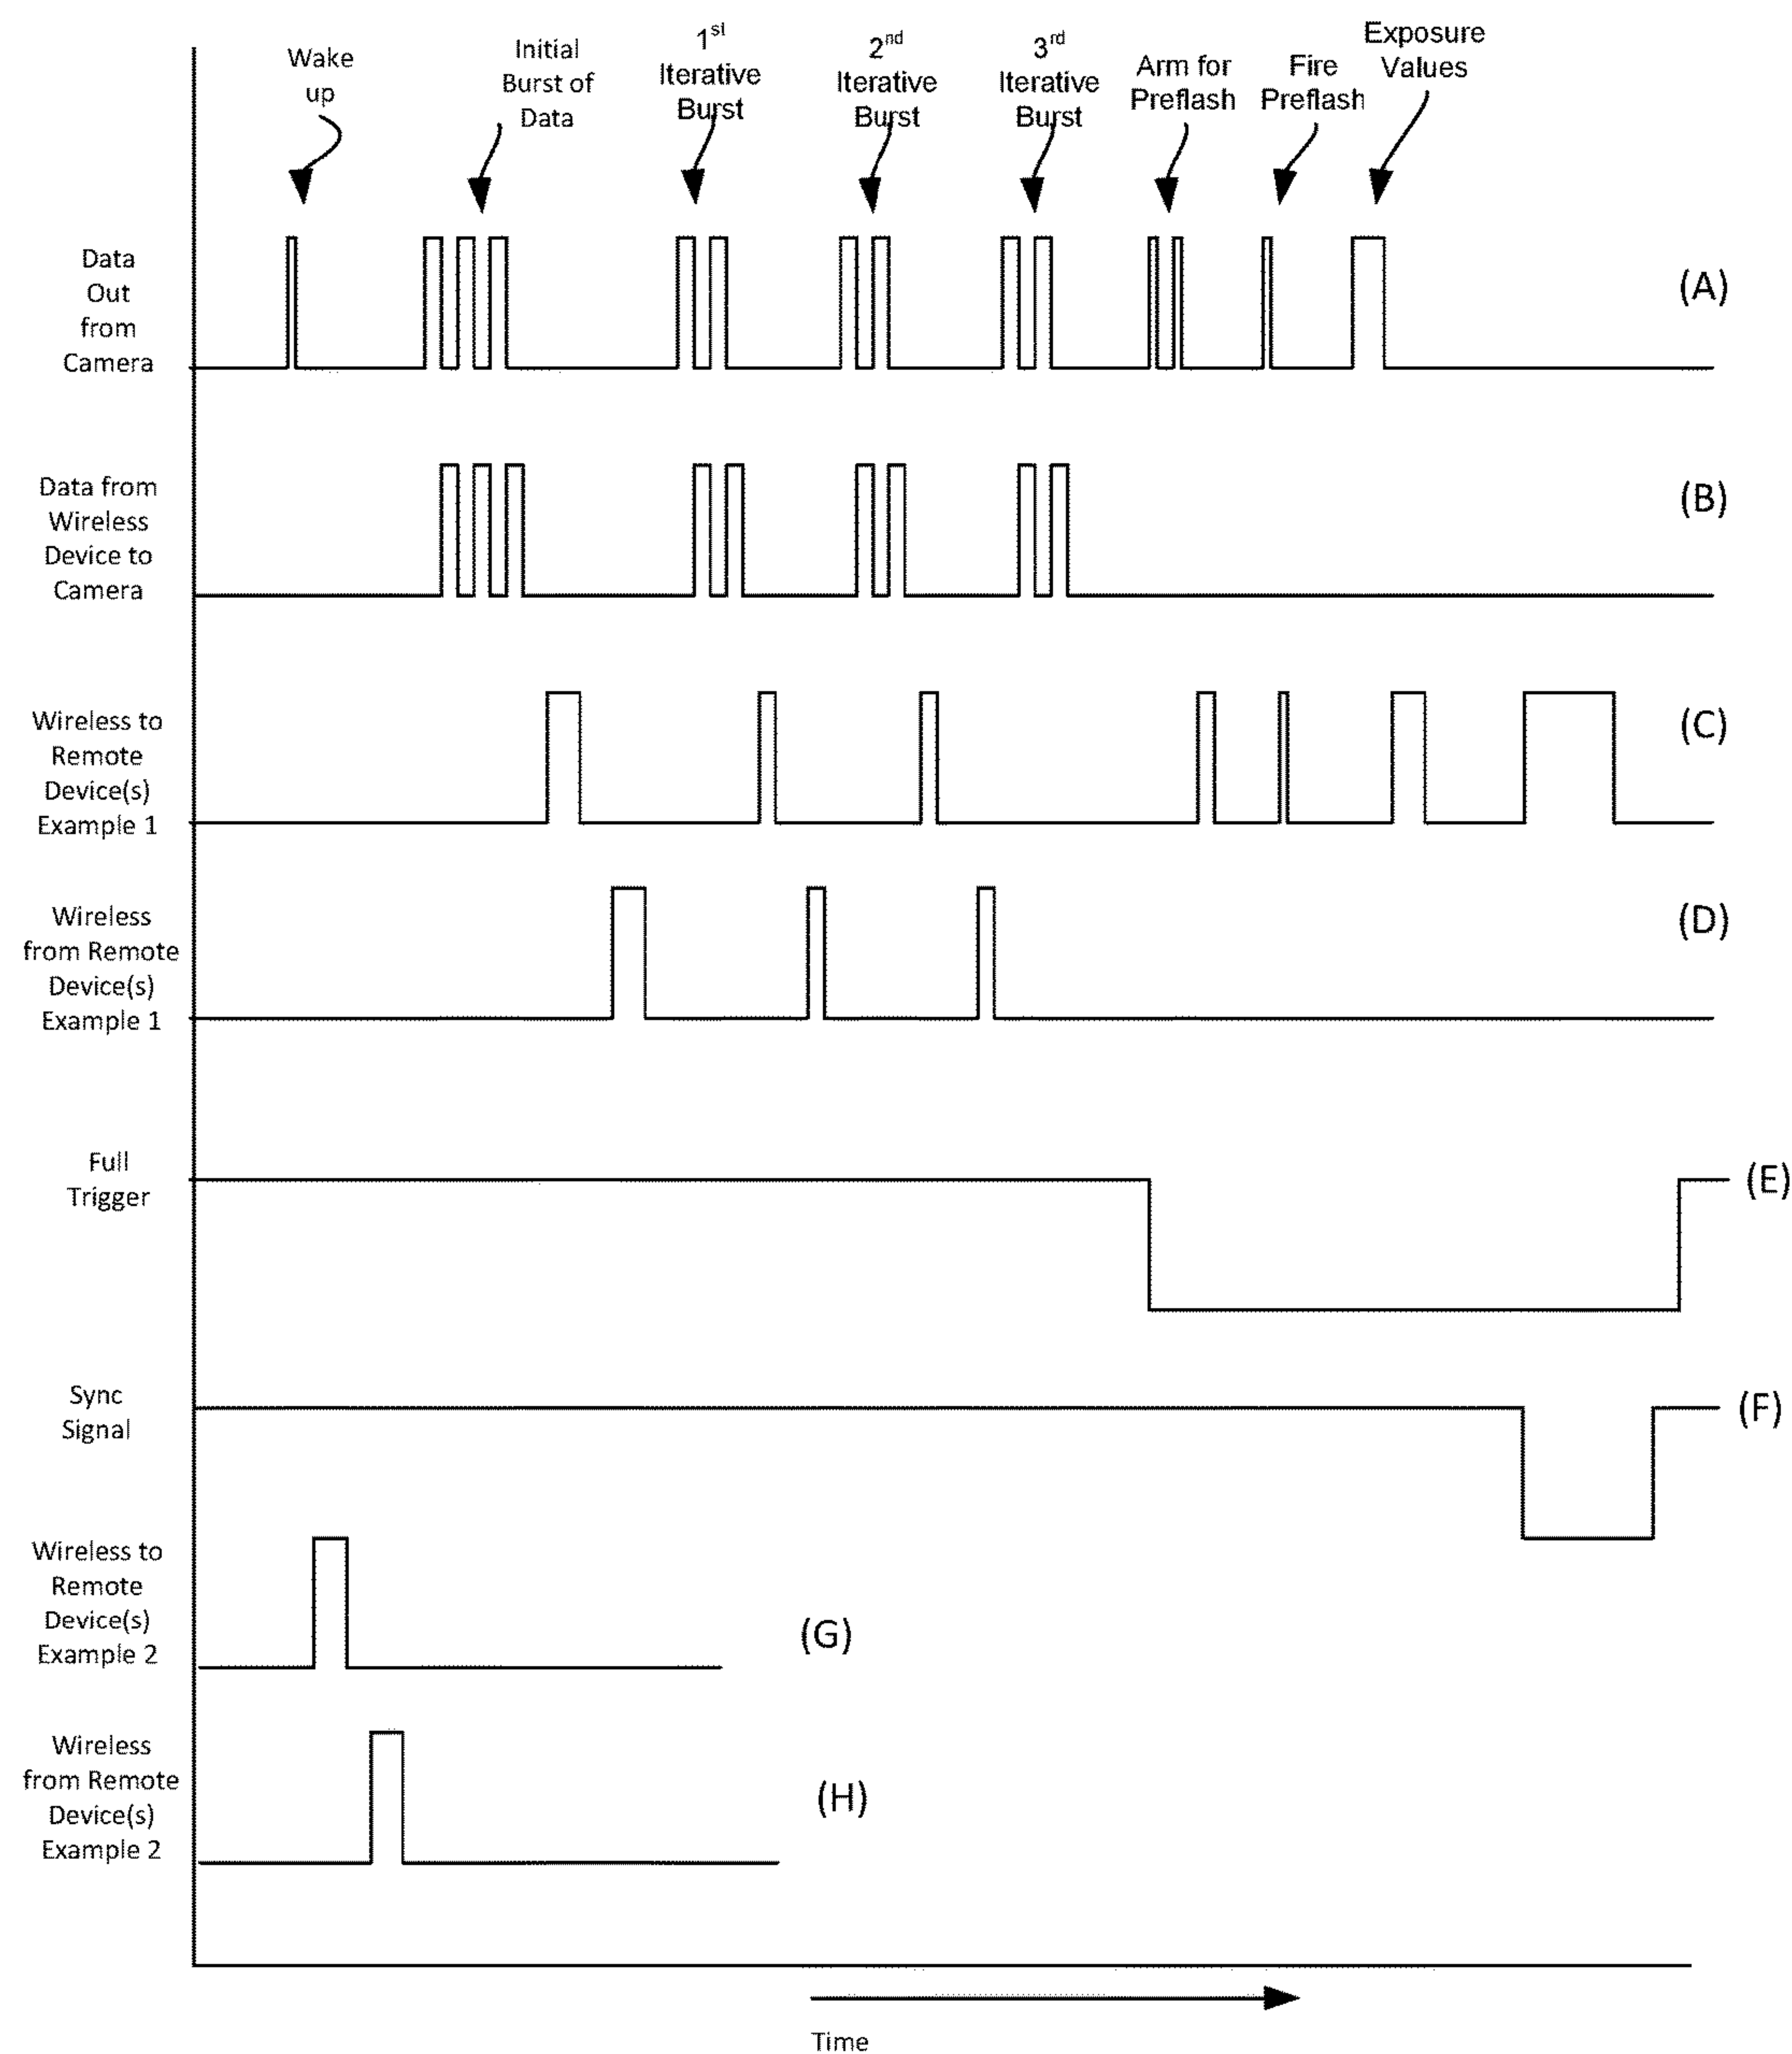 Wake
up
Initial
Burst of
Data
1st
Iterative
Burst
2nd
Iterative
Burst
3rd
Iterative
Burst
Arm for
Preflash
Fire
Preflash
Exposure
Values
Data
Out
from
Camera
(A)
Data from
Wireless
Device to
Camera
(B)
Wireless to
Remote
Device(s)
Example 1
(C)
Wireless
from Remote
Device(s)
Example 1
(D)
Full
Trigger
(E)
Sync
Signal
(F)
Wireless to
Remote
Device(s)
Example 2
(G)
Wireless
from Remote
Device(s)
Example 2
(H)
Time